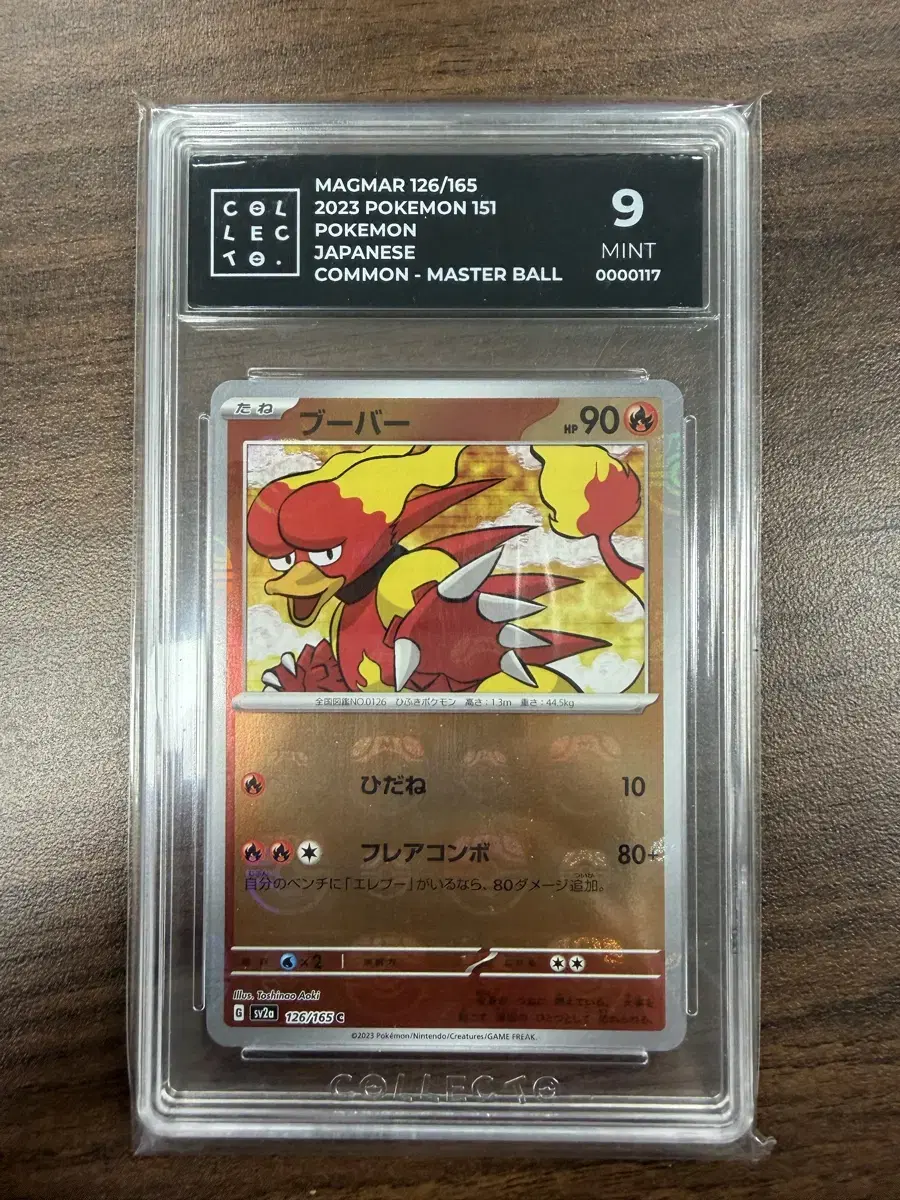 COLLECTO.
MAGMAR 126/165
2023 POKEMON 151
POKEMON
JAPANESE
COMMON - MASTER BALL
9
MINT
0000117
たね ブーバー HP 90
全国図鑑NO.0126 ひふきポケモン 高さ：1.3m 重さ：44.5kg
ひだね 10
フレアコンボ 80+
自分のベンチに「エレブー」がいるなら、80ダメージ追加。
×2
Illus. Toshinao Aoki
G sv2a 126/165 C
©2023 Pokémon/Nintendo/Creatures/GAME FREAK.
COLLECTO